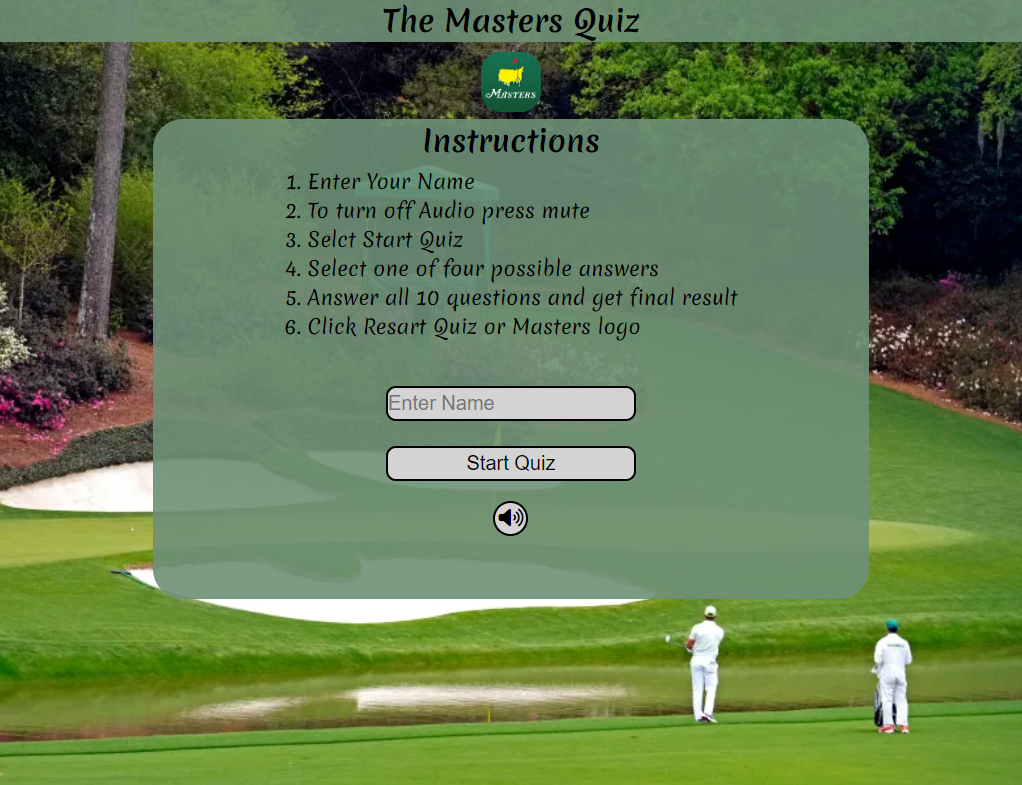 The Masters Quiz
MASTERS
Instructions
1. Enter Your Name
2. To turn off Audio press mute
3. Selct Start Quiz
4. Select one of four possible answers
5. Answer all 10 questions and get final result
6. Click Resart Quiz or Masters logo
Enter Name
Start Quiz